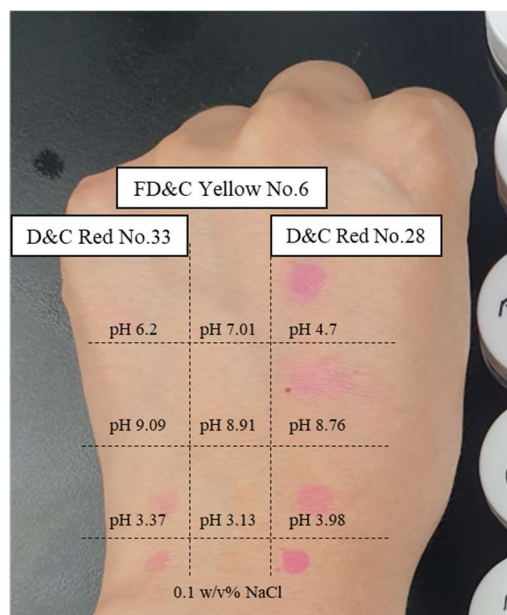 FD&C Yellow No.6
D&C Red No.33
D&C Red No.28
pH 6.2
pH 7.01
pH 4.7
pH 9.09
pH 8.91
pH 8.76
pH 3.37
pH 3.13
pH 3.98
0.1 w/v% NaCl